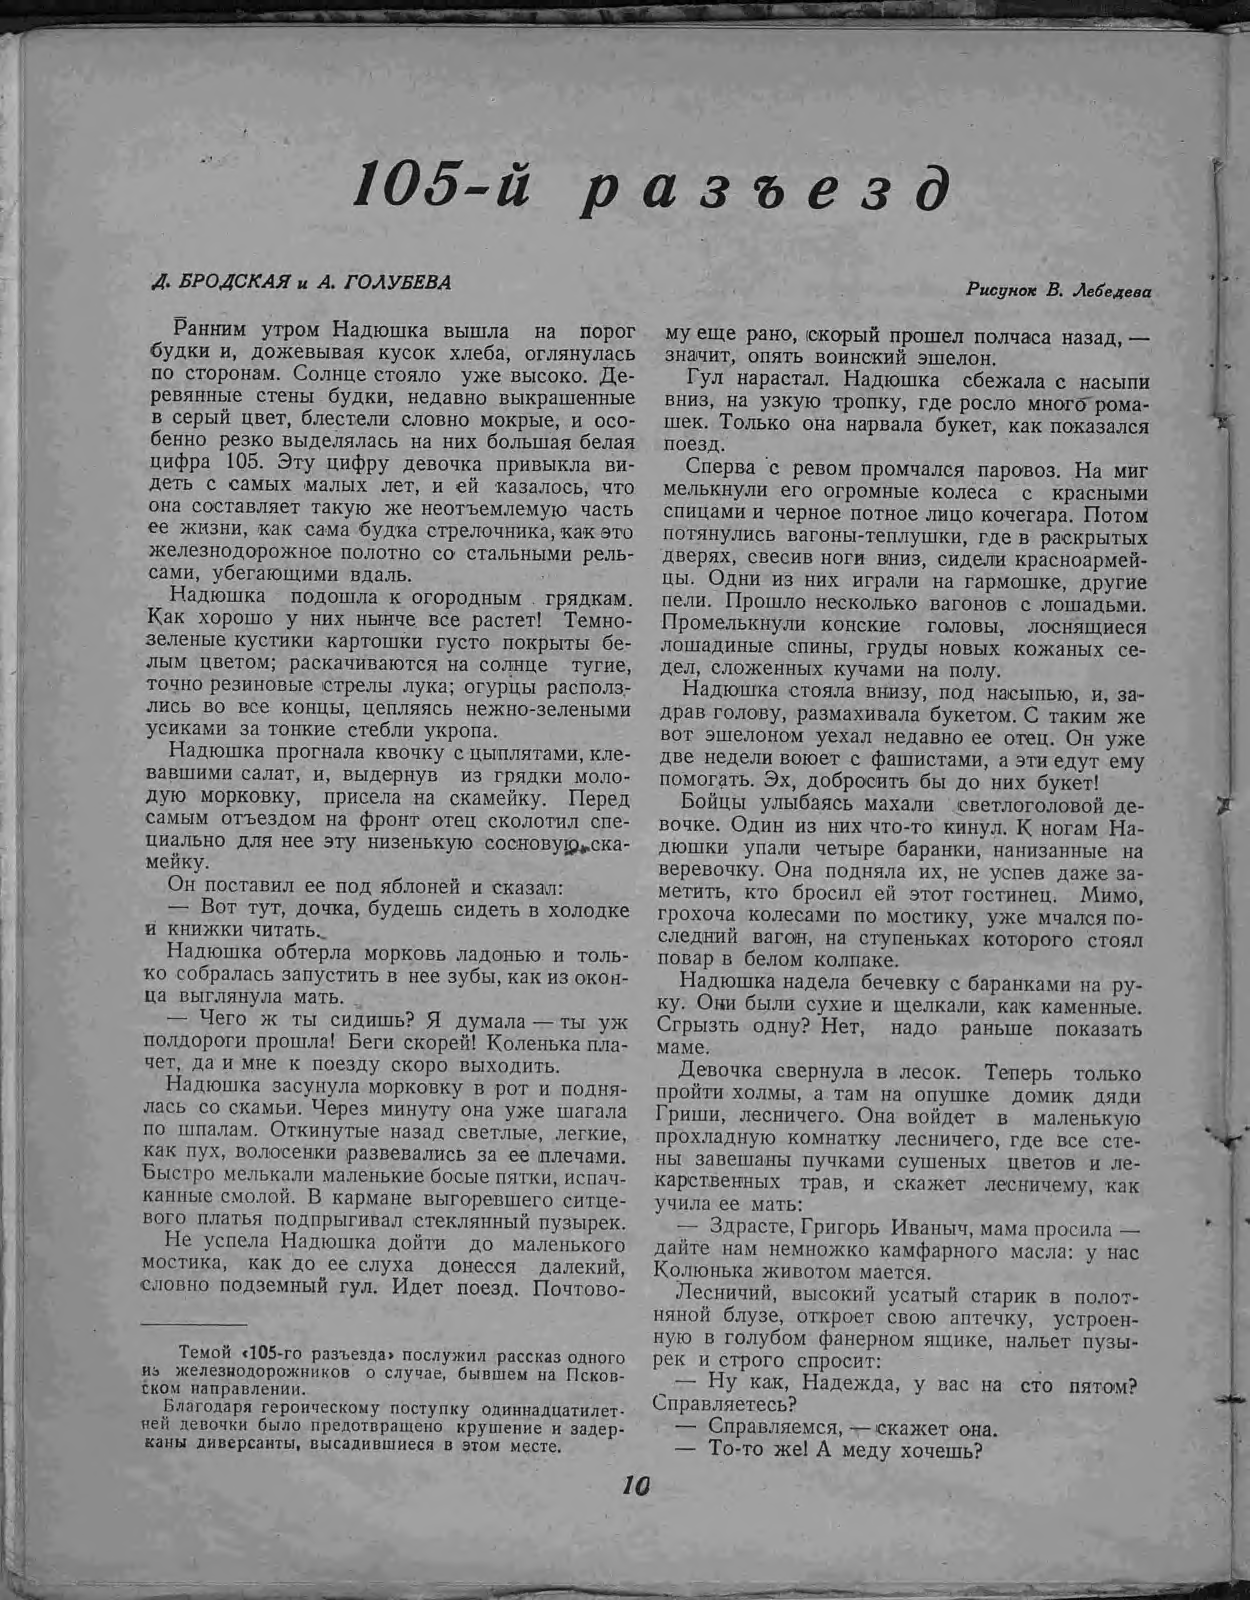 105-й разъезд
Д. БРОДСКАЯ и А. ГОЛУБЕВА
Рисунок В. Лебедева
Ранним утром Надюшка вышла на порог
будки и, дожевывая кусок хлеба, оглянулась
по сторонам. Солнце стояло уже высоко. Де-
ревянные стены будки, недавно выкрашенные
в серый цвет, блестели словно мокрые, и осо-
бенно резко выделялась на них большая белая
цифра 105. Эту цифру девочка привыкла ви-
деть с самых малых лет, и ей казалось, что
она составляет такую же неотъемлемую часть
ее жизни, как сама будка стрелочника, как это
железнодорожное полотно со стальными рель-
сами, убегающими вдаль.
Надюшка подошла к огородным грядкам.
Как хорошо у них нынче все растет! Темно-
зеленые кустики картошки густо покрыты бе-
лым цветом; раскачиваются на солнце тугие,
точно резиновые стрелы лука; огурцы располз-
лись во все концы, цепляясь нежно-зелеными
усиками за тонкие стебли укропа.
Надюшка прогнала квочку с цыплятами, кле-
вавшими салат, и, выдернув из грядки моло-
дую морковку, присела на скамейку. Перед
самым отъездом на фронт отец сколотил спе-
циально для нее эту низенькую сосновую ска-
мейку.
Он поставил ее под яблоней и сказал:
— Вот тут, дочка, будешь сидеть в холодке
и книжки читать.
Надюшка обтерла морковь ладонью и толь-
ко собралась запустить в нее зубы, как из окон-
ца выглянула мать.
— Чего ж ты сидишь? Я думала — ты уж
полдороги прошла! Беги скорей! Коленька пла-
чет, да и мне к поезду скоро выходить.
Надюшка засунула морковку в рот и подня-
лась со скамьи. Через минуту она уже шагала
по шпалам. Откинутые назад светлые, легкие,
как пух, волосенки развевались за ее плечами.
Быстро мелькали маленькие босые пятки, испач-
канные смолой. В кармане выгоревшего ситце-
вого платья подпрыгивал стеклянный пузырек.
Не успела Надюшка дойти до маленького
мостика, как до ее слуха донесся далекий,
словно подземный гул. Идет поезд. Почтово-
Темой «105-го разъезда» послужил рассказ одного
из железнодорожников о случае, бывшем на Псков-
ском направлении.
Благодаря героическому поступку одиннадцатилет-
ней девочки было предотвращено крушение и задер-
жаны диверсанты, высадившиеся в этом месте.
му еще рано, скорый прошел полчаса назад, —
значит, опять воинский эшелон.
Гул нарастал. Надюшка сбежала с насыпи
вниз, на узкую тропку, где росло много рома-
шек. Только она нарвала букет, как показался
поезд.
Сперва с ревом промчался паровоз. На миг
мелькнули его огромные колеса с красными
спицами и черное потное лицо кочегара. Потом
потянулись вагоны-теплушки, где в раскрытых
дверях, свесив ноги вниз, сидели красноармей-
цы. Одни из них играли на гармошке, другие
пели. Прошло несколько вагонов с лошадьми.
Промелькнули конские головы, лоснящиеся
лошадиные спины, груды новых кожаных се-
дел, сложенных кучами на полу.
Надюшка стояла внизу, под насыпью, и, за-
драв голову, размахивала букетом. С таким же
вот эшелоном уехал недавно ее отец. Он уже
две недели воюет с фашистами, а эти едут ему
помогать. Эх, добросить бы до них букет!
Бойцы улыбаясь махали светлоголовой де-
вочке. Один из них что-то кинул. К ногам На-
дюшки упали четыре баранки, нанизанные на
веревочку. Она подняла их, не успев даже за-
метить, кто бросил ей этот гостинец. Мимо,
грохоча колесами по мостику, уже мчался по-
следний вагон, на ступеньках которого стоял
повар в белом колпаке.
Надюшка надела бечевку с баранками на ру-
ку. Они были сухие и щелкали, как каменные.
Сгрызть одну? Нет, надо раньше показать
маме.
Девочка свернула в лесок. Теперь только
пройти холмы, а там на опушке домик дяди
Гриши, лесничего. Она войдет в маленькую
прохладную комнатку лесничего, где все сте-
ны завешаны пучками сушеных цветов и ле-
карственных трав, и скажет лесничему, как
учила ее мать:
— Здрасте, Григорь Иваныч, мама просила —
дайте нам немножко камфарного масла: у нас
Колюнька животом мается.
Лесничий, высокий усатый старик в полот-
няной блузе, откроет свою аптечку, устроен-
ную в голубом фанерном ящике, нальет пузы-
рек и строго спросит:
— Ну как, Надежда, у вас на сто пятом?
Справляетесь?
— Справляемся, — скажет она.
— То-то же! А меду хочешь?
10